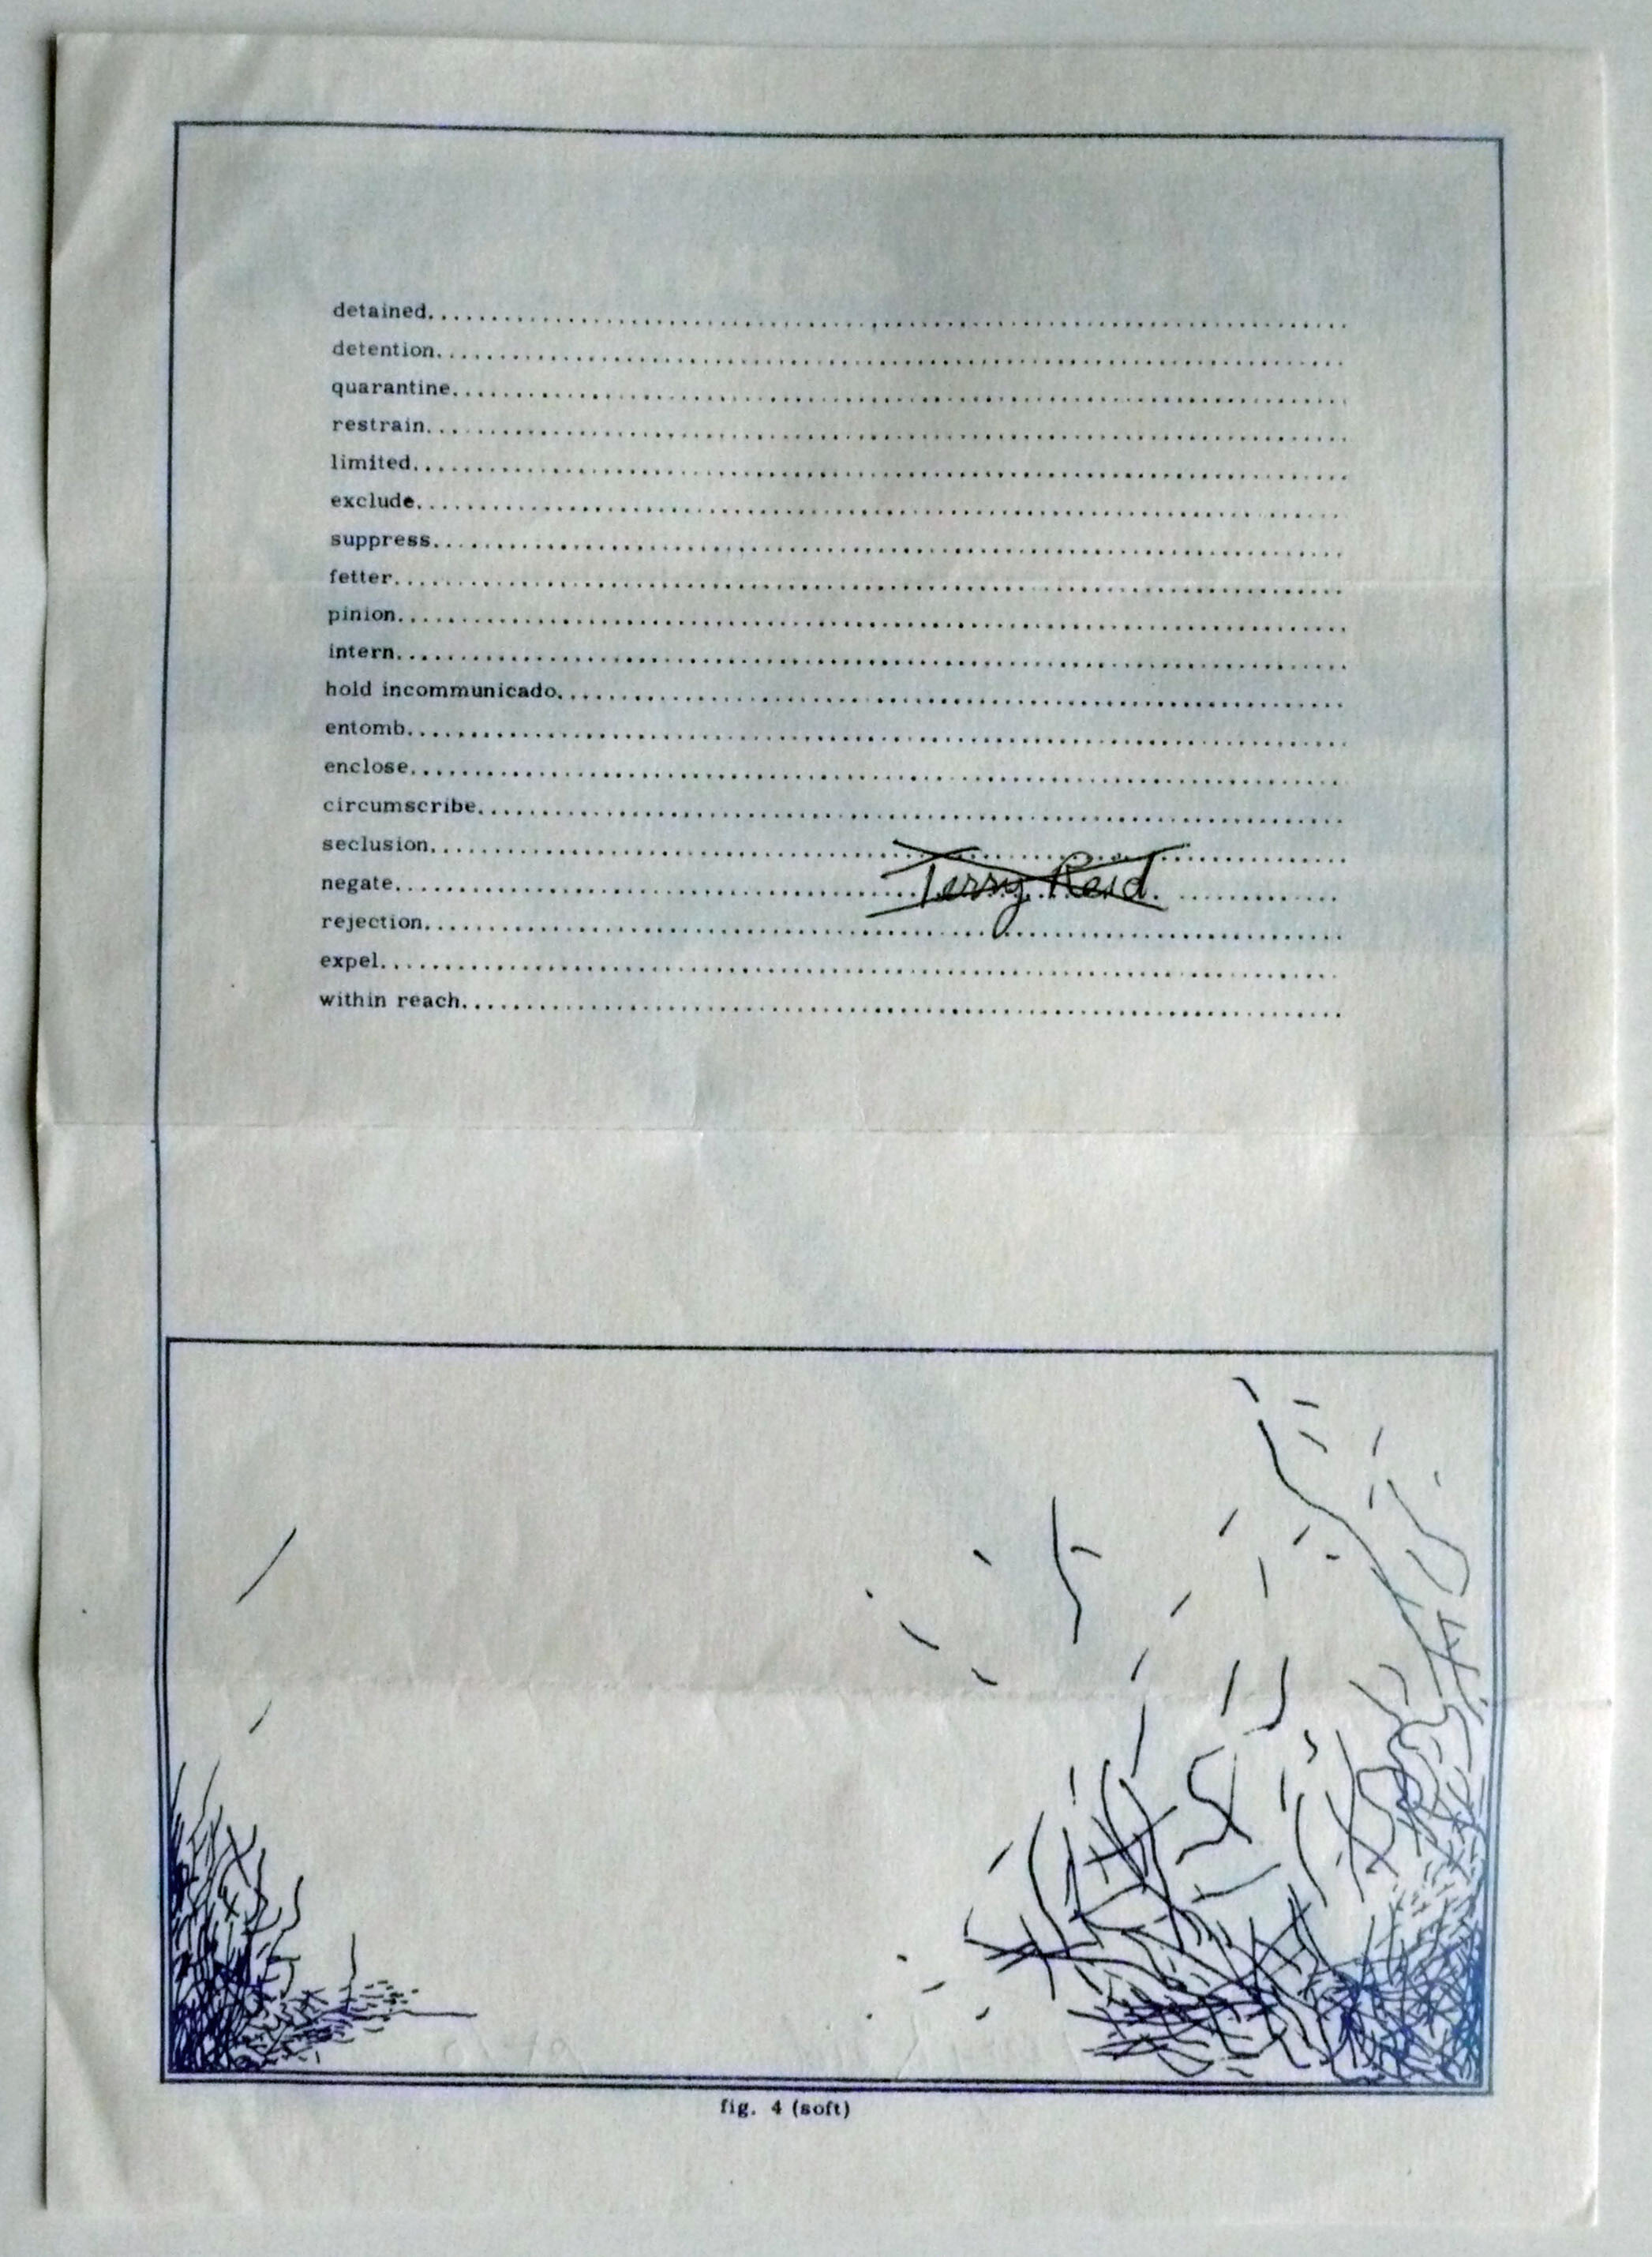 detained................................................................................
detention...............................................................................
quarantine..............................................................................
restrain................................................................................
limited.................................................................................
exclude.................................................................................
suppress................................................................................
fetter..................................................................................
pinion..................................................................................
intern..................................................................................
hold incommunicado..............................................................
entomb..................................................................................
enclose.................................................................................
circumscribe............................................................................
seclusion...............................................................................
negate.........................................Terry Reid.............
rejection...............................................................................
expel...................................................................................
within reach............................................................................
fig. 4 (soft)